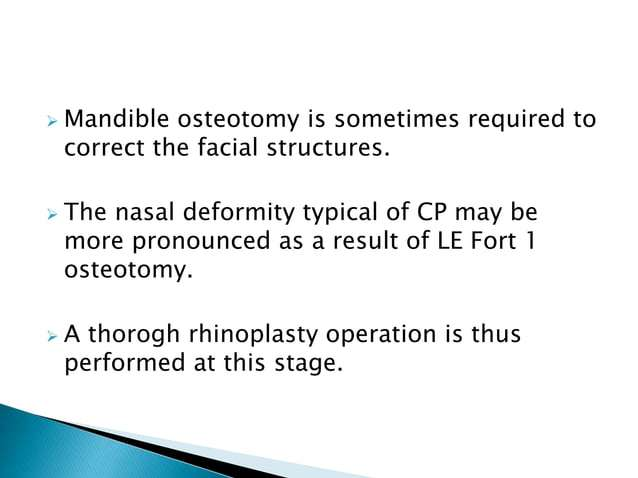 Mandible osteotomy is sometimes required to
correct the facial structures.
The nasal deformity typical of CP may be
more pronounced as a result of LE Fort 1
osteotomy.
A thorogh rhinoplasty operation is thus
performed at this stage.